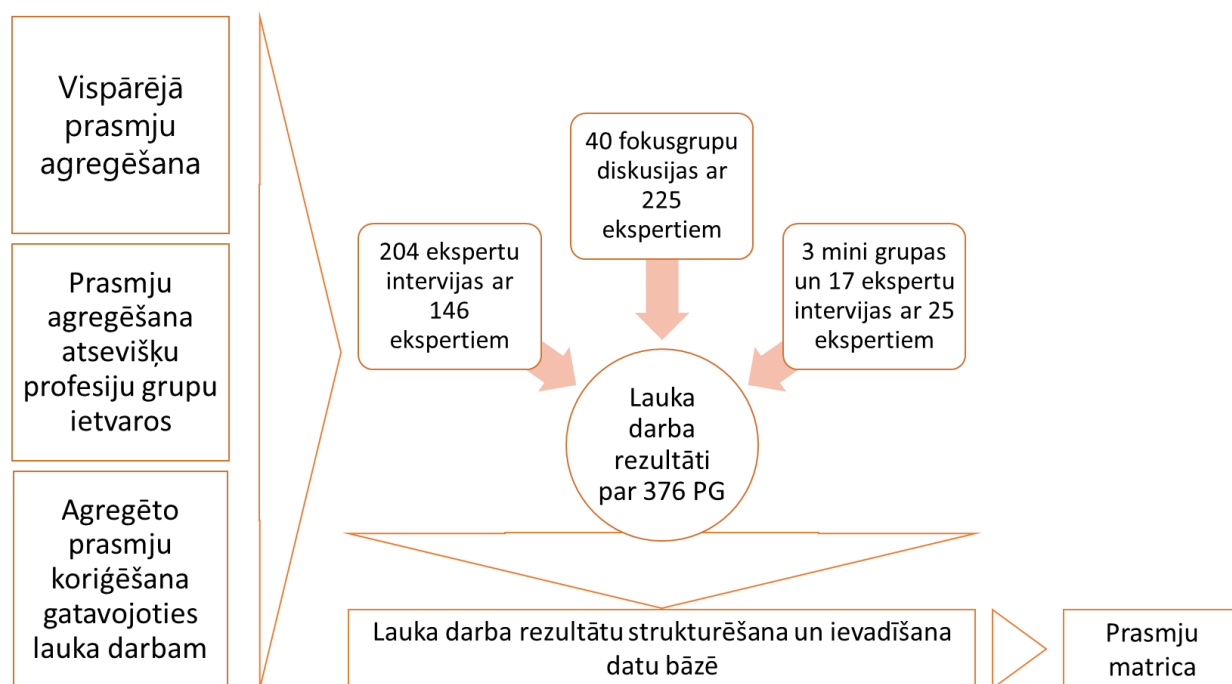 Vispārējā
prasmju
agregēšana
Prasmju
agregēšana
atsevišķu
profesiju grupu
ietvaros
Agregēto
prasmju
koriģēšana
gatavojoties
lauka darbam
204 ekspertu
intervijas ar
146
ekspertiem
40 fokusgrupu
diskusijas ar
225
ekspertiem
3 mini grupas
un 17 ekspertu
intervijas ar 25
ekspertiem
Lauka
darba
rezultāti
par 376 PG
Lauka darba rezultātu strukturēšana un ievadīšana
datu bāzē
Prasmju
matrica